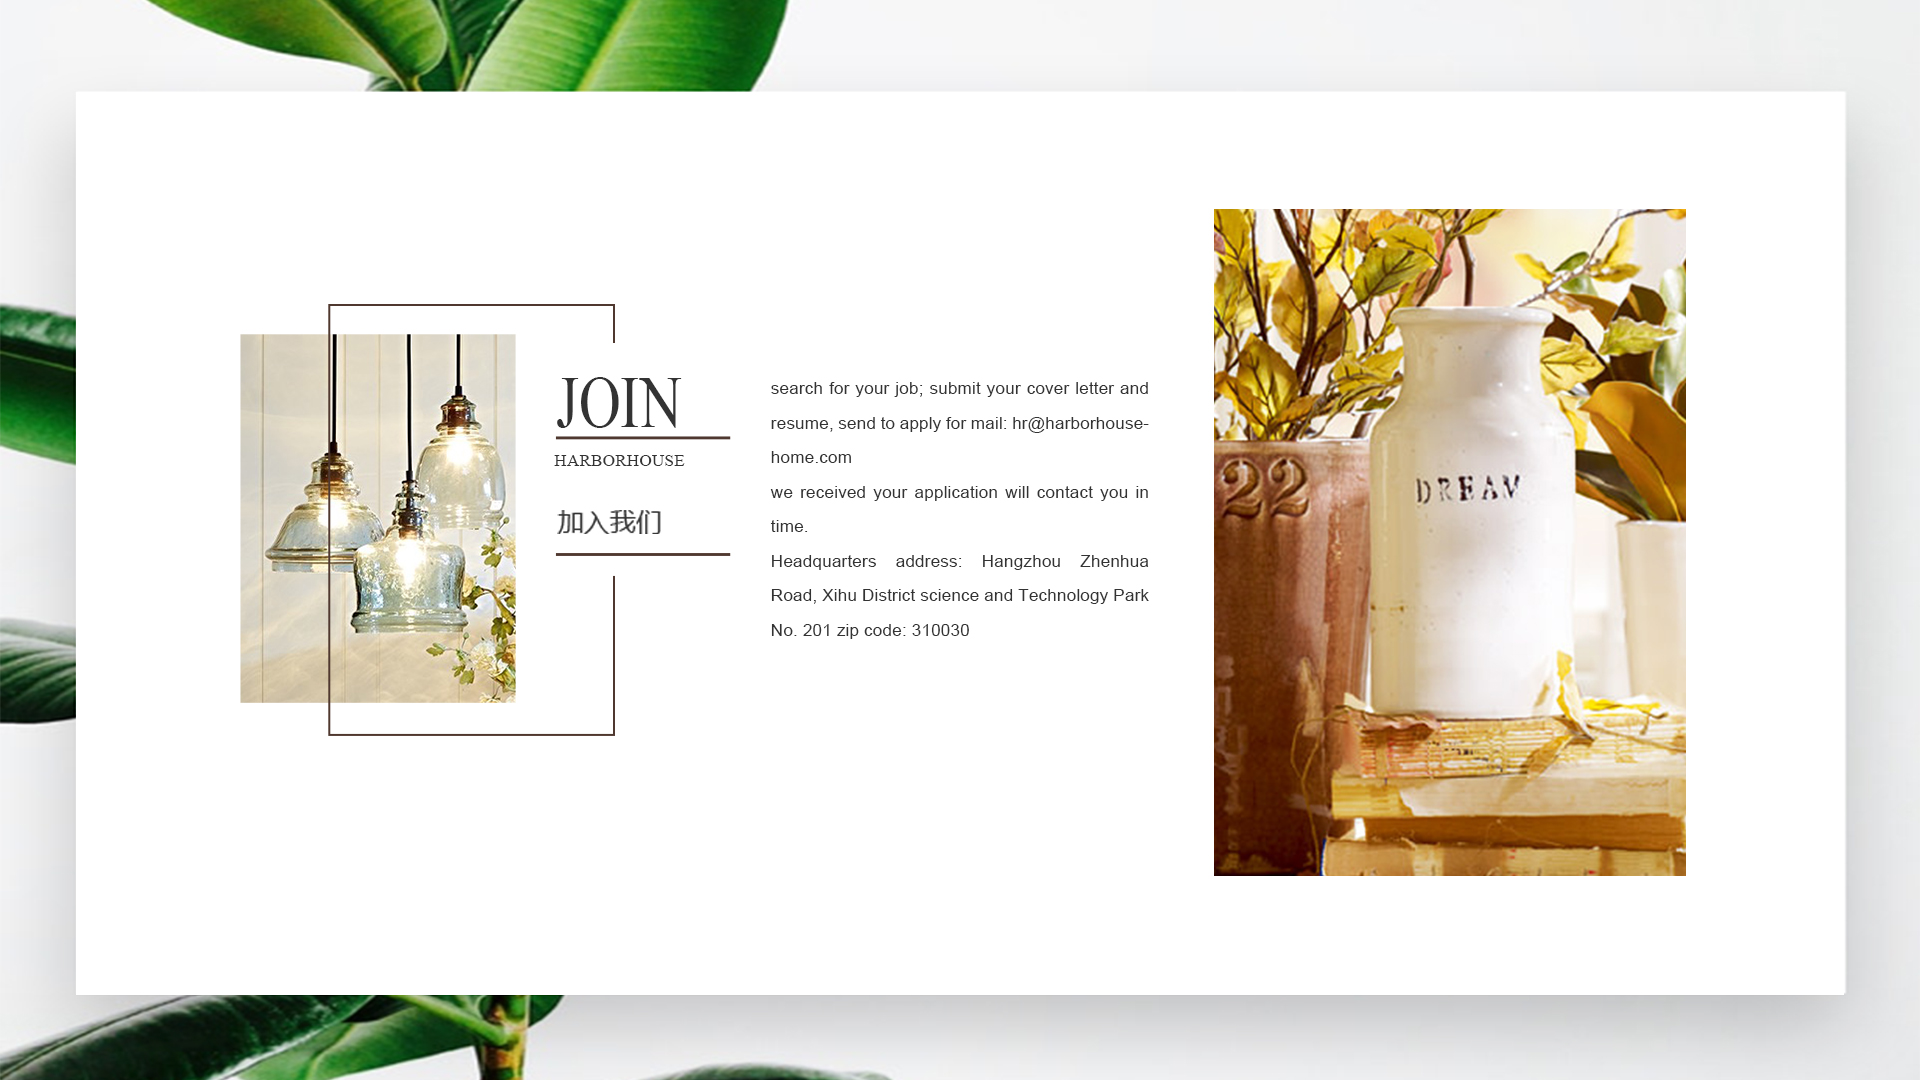 JOIN
HARBORHOUSE
加入我们
search for your job; submit your cover letter and
resume, send to apply for mail: hr@harborhouse-
home.com
we received your application will contact you in
time.
Headquarters address: Hangzhou Zhenhua
Road, Xihu District science and Technology Park
No. 201 zip code: 310030
22
DREAM